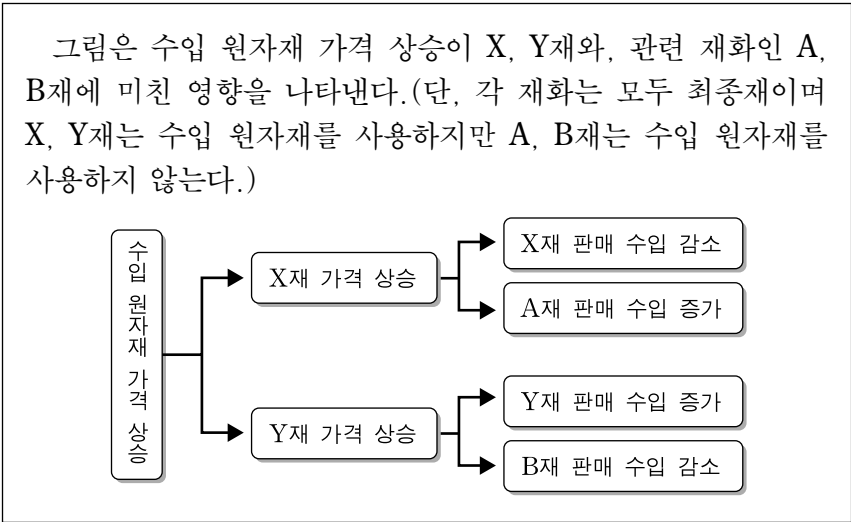 그림은 수입 원자재 가격 상승이 X, Y재와, 관련 재화인 A,
B재에 미친 영향을 나타낸다.(단, 각 재화는 모두 최종재이며
X, Y재는 수입 원자재를 사용하지만 A, B재는 수입 원자재를
사용하지 않는다.)
수입 원자재 가격 상승
X재 가격 상승
X재 판매 수입 감소
A재 판매 수입 증가
Y재 가격 상승
Y재 판매 수입 증가
B재 판매 수입 감소